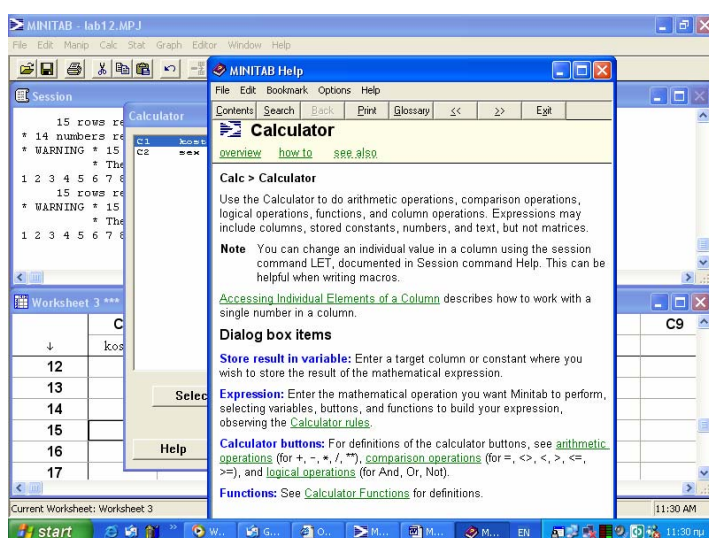 MINITAB - lab12.MPJ
File Edit Manip Calc Stat Graph Editor Window Help
Session
15 rows re
* 14 numbers re
* WARNING * 15
* The
1 2 3 4 5 6 7 8
15 rows re
* WARNING * 15
* The
1 2 3 4 5 6 7 8
Calculator
C1 kost
C2 sex
Selec
Help
MINITAB Help
File Edit Bookmark Options Help
Contents Search Back Print Glossary << >> Exit
Calculator
overview how to see also
Calc > Calculator
Use the Calculator to do arithmetic operations, comparison operations,
logical operations, functions, and column operations. Expressions may
include columns, stored constants, numbers, and text, but not matrices.
Note You can change an individual value in a column using the session
command LET, documented in Session command Help. This can be
helpful when writing macros.
Accessing Individual Elements of a Column describes how to work with a
single number in a column.
Dialog box items
Store result in variable: Enter a target column or constant where you
wish to store the result of the mathematical expression.
Expression: Enter the mathematical operation you want Minitab to perform,
selecting variables, buttons, and functions to build your expression,
observing the Calculator rules.
Calculator buttons: For definitions of the calculator buttons, see arithmetic
operations (for +, −, *, /, **), comparison operations (for =, <>, <, >, <=,
>=), and logical operations (for And, Or, Not).
Functions: See Calculator Functions for definitions.
Worksheet 3 ***
C C9
↓ kos
12
13
14
15
16
17
Current Worksheet: Worksheet 3 11:30 AM
start W.. G... O.. M... M... M... EN 11:30 πμ